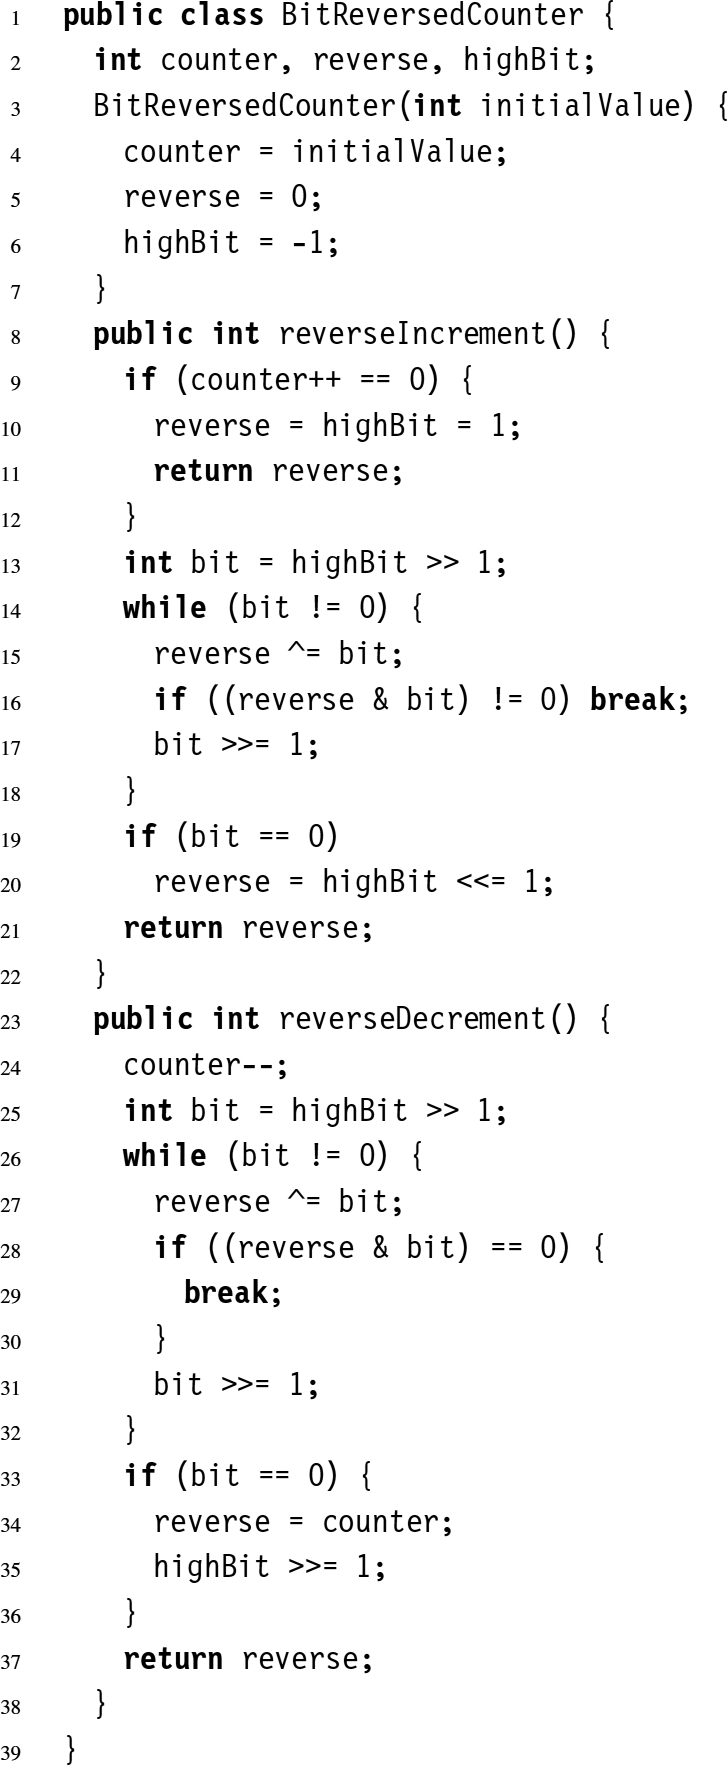 1 public class BitReversedCounter {
2 int counter, reverse, highBit;
3 BitReversedCounter(int initialValue) {
4 counter = initialValue;
5 reverse = 0;
6 highBit = -1;
7 }
8 public int reverseIncrement() {
9 if (counter++ == 0) {
10 reverse = highBit = 1;
11 return reverse;
12 }
13 int bit = highBit >> 1;
14 while (bit != 0) {
15 reverse ^= bit;
16 if ((reverse & bit) != 0) break;
17 bit >>= 1;
18 }
19 if (bit == 0)
20 reverse = highBit <<= 1;
21 return reverse;
22 }
23 public int reverseDecrement() {
24 counter--;
25 int bit = highBit >> 1;
26 while (bit != 0) {
27 reverse ^= bit;
28 if ((reverse & bit) == 0) {
29 break;
30 }
31 bit >>= 1;
32 }
33 if (bit == 0) {
34 reverse = counter;
35 highBit >>= 1;
36 }
37 return reverse;
38 }
39 }